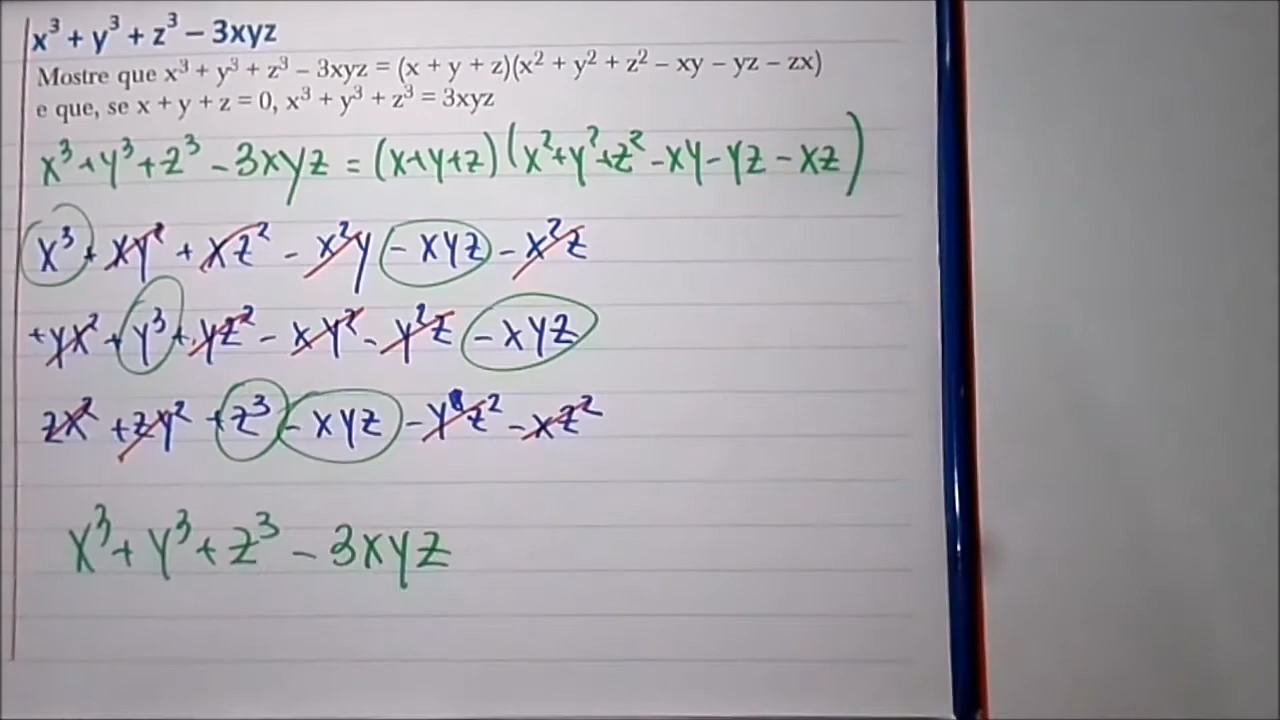 x³ + y³ + z³ – 3xyz
Mostre que x³ + y³ + z³ – 3xyz = (x + y + z)(x² + y² + z² – xy – yz – zx)
e que, se x + y + z = 0, x³ + y³ + z³ = 3xyz
x³ + y³ + z³ - 3xyz = (x+y+z)(x²+y²+z² - xy - yz - xz)
x³ + xy² + xz² - x²y - xyz - x²z
+ yx² + y³ + yz² - xy² - y²z - xyz
zx² + zy² + z³ - xyz - yz² - xz²
x³ + y³ + z³ - 3xyz